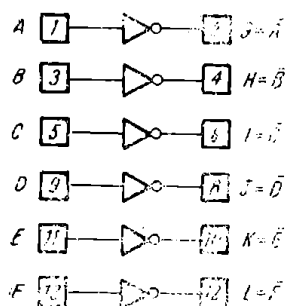 A 1 2 G=Ā
B 3 4 H=B̄
C 5 6 I=C̄
D 9 8 J=D̄
E 11 10 K=Ē
F 13 12 L=F̄